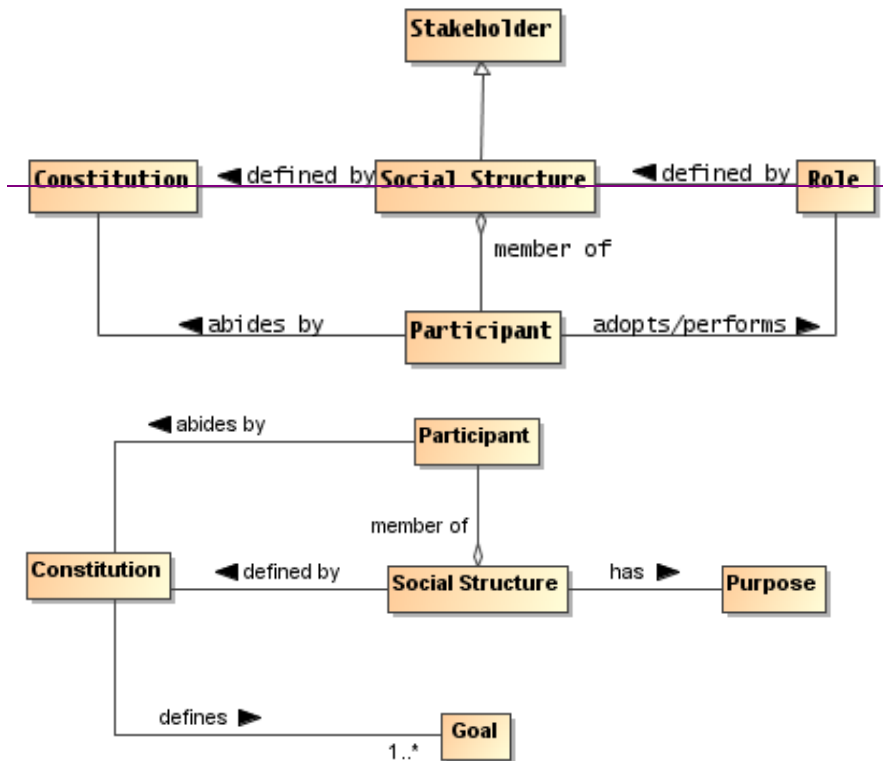 Stakeholder
Constitution ◀ defined by Social Structure ◀ defined by Role
member of
◀ abides by Participant adopts/performs ▶
◀ abides by Participant
member of
Constitution ◀ defined by Social Structure has ▶ Purpose
defines ▶ Goal
1..*